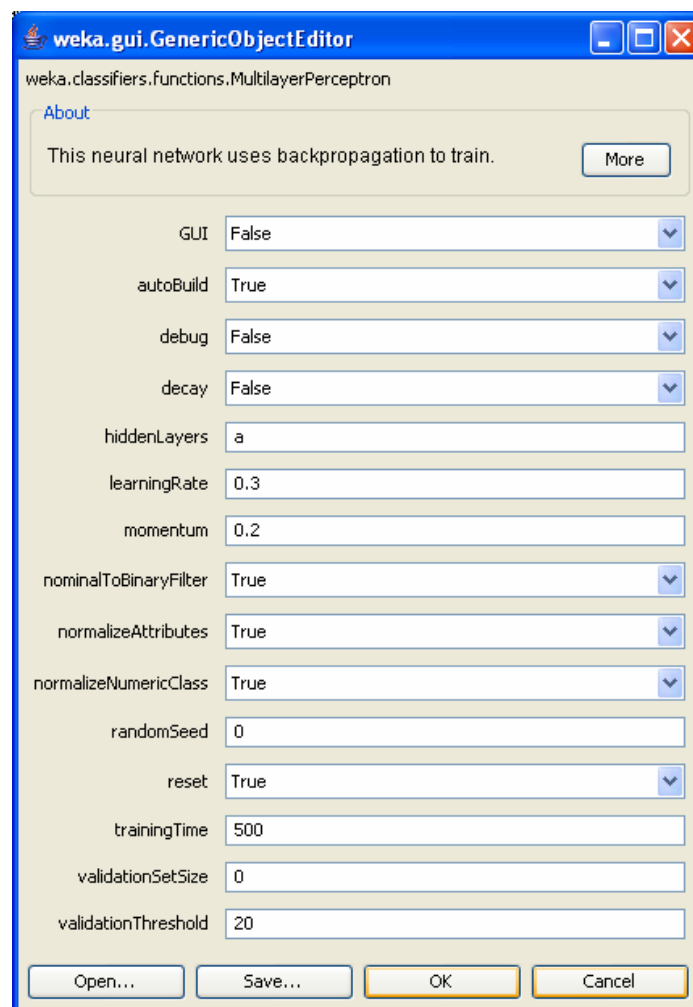 weka.gui.GenericObjectEditor
weka.classifiers.functions.MultilayerPerceptron
About
This neural network uses backpropagation to train. More
GUI False
autoBuild True
debug False
decay False
hiddenLayers a
learningRate 0.3
momentum 0.2
nominalToBinaryFilter True
normalizeAttributes True
normalizeNumericClass True
randomSeed 0
reset True
trainingTime 500
validationSetSize 0
validationThreshold 20
Open... Save... OK Cancel